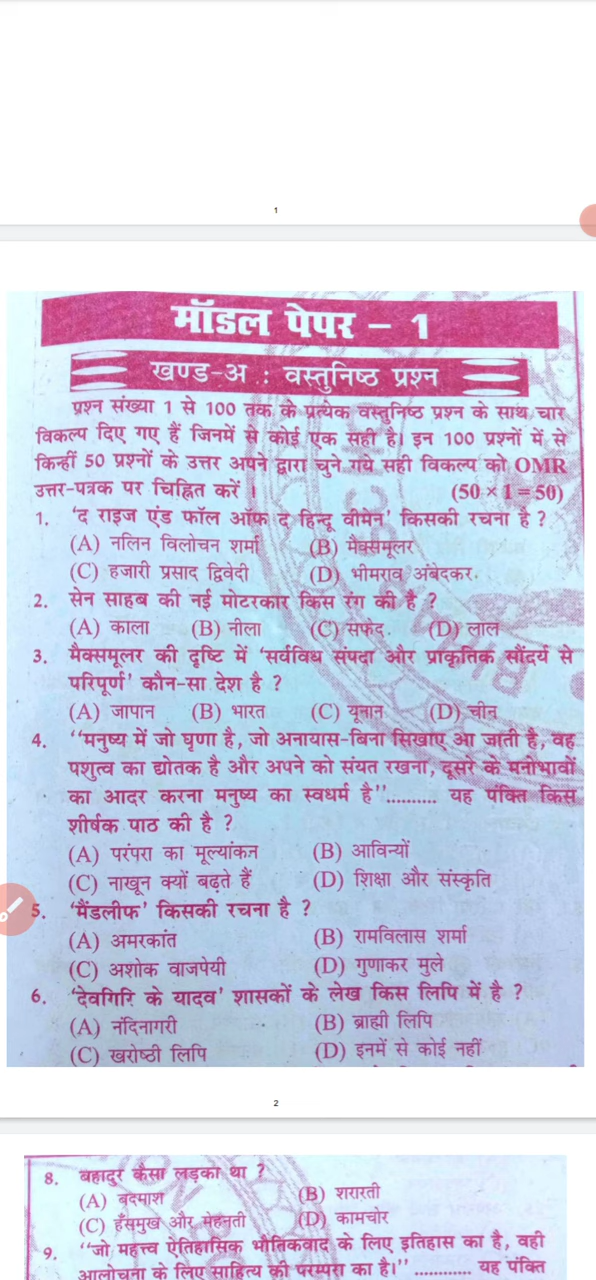 1
मॉडल पेपर – 1
खण्ड-अ : वस्तुनिष्ठ प्रश्न
प्रश्न संख्या 1 से 100 तक के प्रत्येक वस्तुनिष्ठ प्रश्न के साथ चार
विकल्प दिए गए हैं जिनमें से कोई एक सही है। इन 100 प्रश्नों में से
किन्हीं 50 प्रश्नों के उत्तर अपने द्वारा चुने गये सही विकल्प को OMR
उत्तर-पत्रक पर चिह्नित करें । (50 × 1 = 50)
1. 'द राइज एंड फॉल ऑफ द हिन्दू वीमेन' किसकी रचना है ?
(A) नलिन विलोचन शर्मा (B) मैक्समूलर
(C) हजारी प्रसाद द्विवेदी (D) भीमराव अंबेदकर
2. सेन साहब की नई मोटरकार किस रंग की है ?
(A) काला (B) नीला (C) सफेद (D) लाल
3. मैक्समूलर की दृष्टि में 'सर्वविध संपदा और प्राकृतिक सौंदर्य से
परिपूर्ण' कौन-सा देश है ?
(A) जापान (B) भारत (C) यूनान (D) चीन
4. "मनुष्य में जो घृणा है, जो अनायास-बिना सिखाए आ जाती है, वह
पशुत्व का द्योतक है और अपने को संयत रखना, दूसरे के मनोभावों
का आदर करना मनुष्य का स्वधर्म है".......... यह पंक्ति किस
शीर्षक पाठ की है ?
(A) परंपरा का मूल्यांकन (B) आविन्यों
(C) नाखून क्यों बढ़ते हैं (D) शिक्षा और संस्कृति
5. 'मैंडलीफ' किसकी रचना है ?
(A) अमरकांत (B) रामविलास शर्मा
(C) अशोक वाजपेयी (D) गुणाकर मुले
6. 'देवगिरि के यादव' शासकों के लेख किस लिपि में है ?
(A) नंदिनागरी (B) ब्राह्मी लिपि
(C) खरोष्ठी लिपि (D) इनमें से कोई नहीं
2
8. बहादुर कैसा लड़का था ?
(A) बदमाश (B) शरारती
(C) हँसमुख और मेहनती (D) कामचोर
9. "जो महत्त्व ऐतिहासिक भौतिकवाद के लिए इतिहास का है, वही
आलोचना के लिए साहित्य की परम्परा का है।" ............ यह पंक्ति